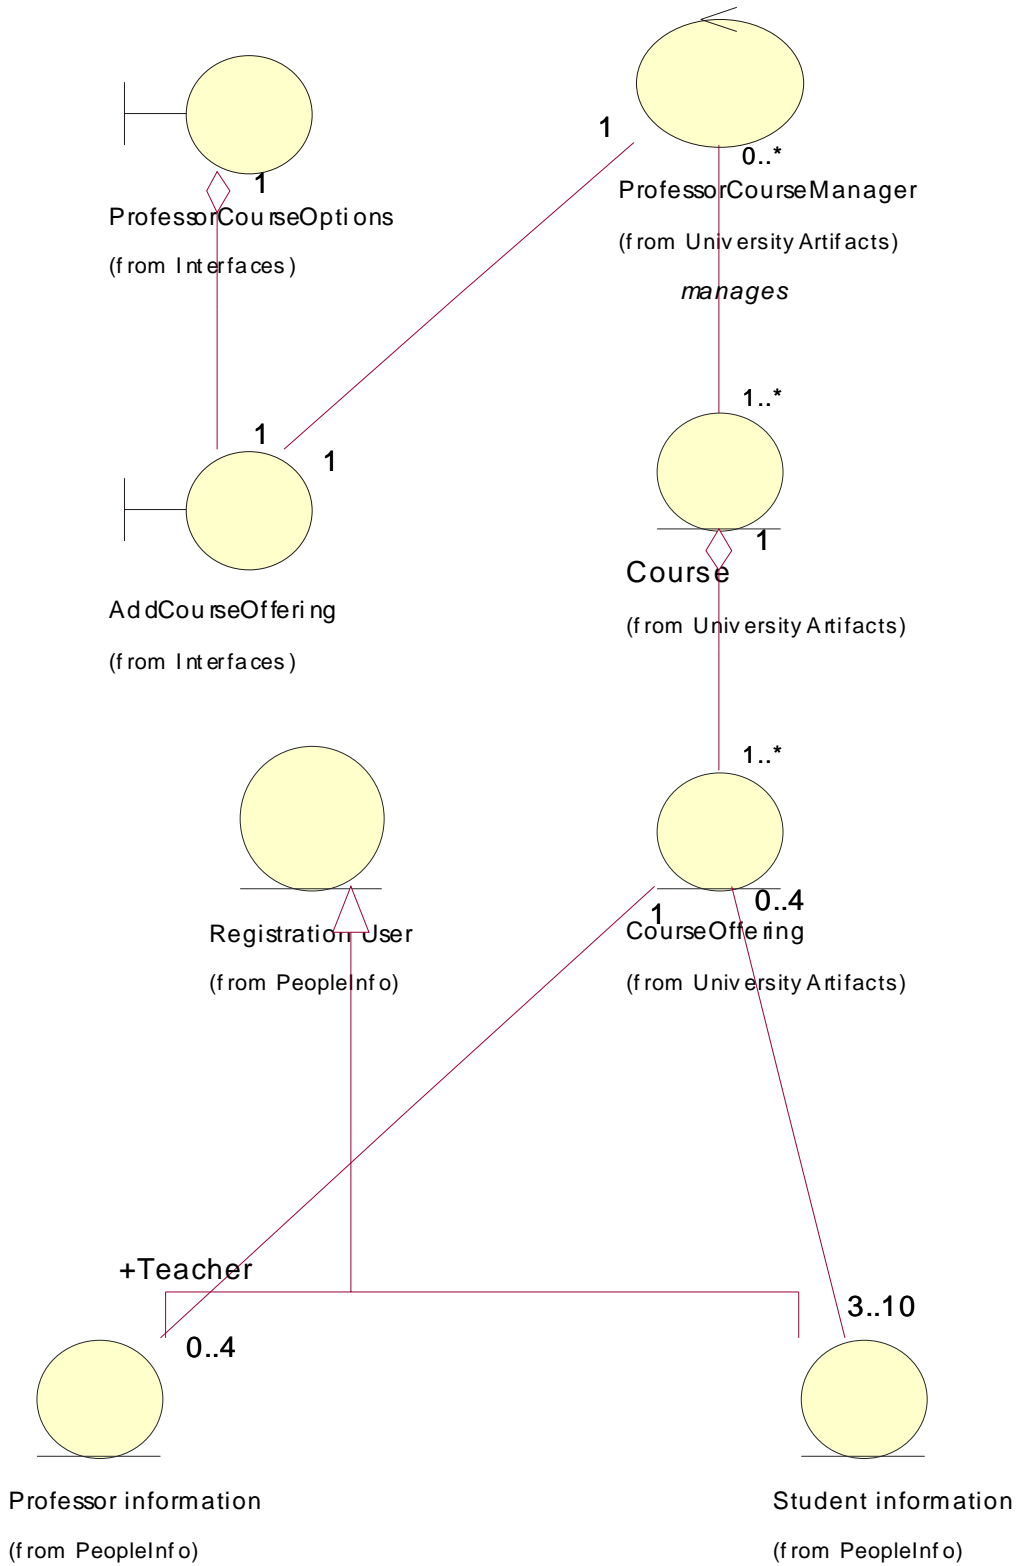 1
0..*
1
ProfessorCourseManager
ProfessorCourseOptions
(from University Artifacts)
(from Interfaces)
manages
1..*
1
1
1
Course
AddCourseOffering
(from University Artifacts)
(from Interfaces)
1..*
1
0..4
Registration User
CourseOffering
(from PeopleInfo)
(from University Artifacts)
+Teacher
3..10
0..4
Professor information
Student information
(from PeopleInfo)
(from PeopleInfo)